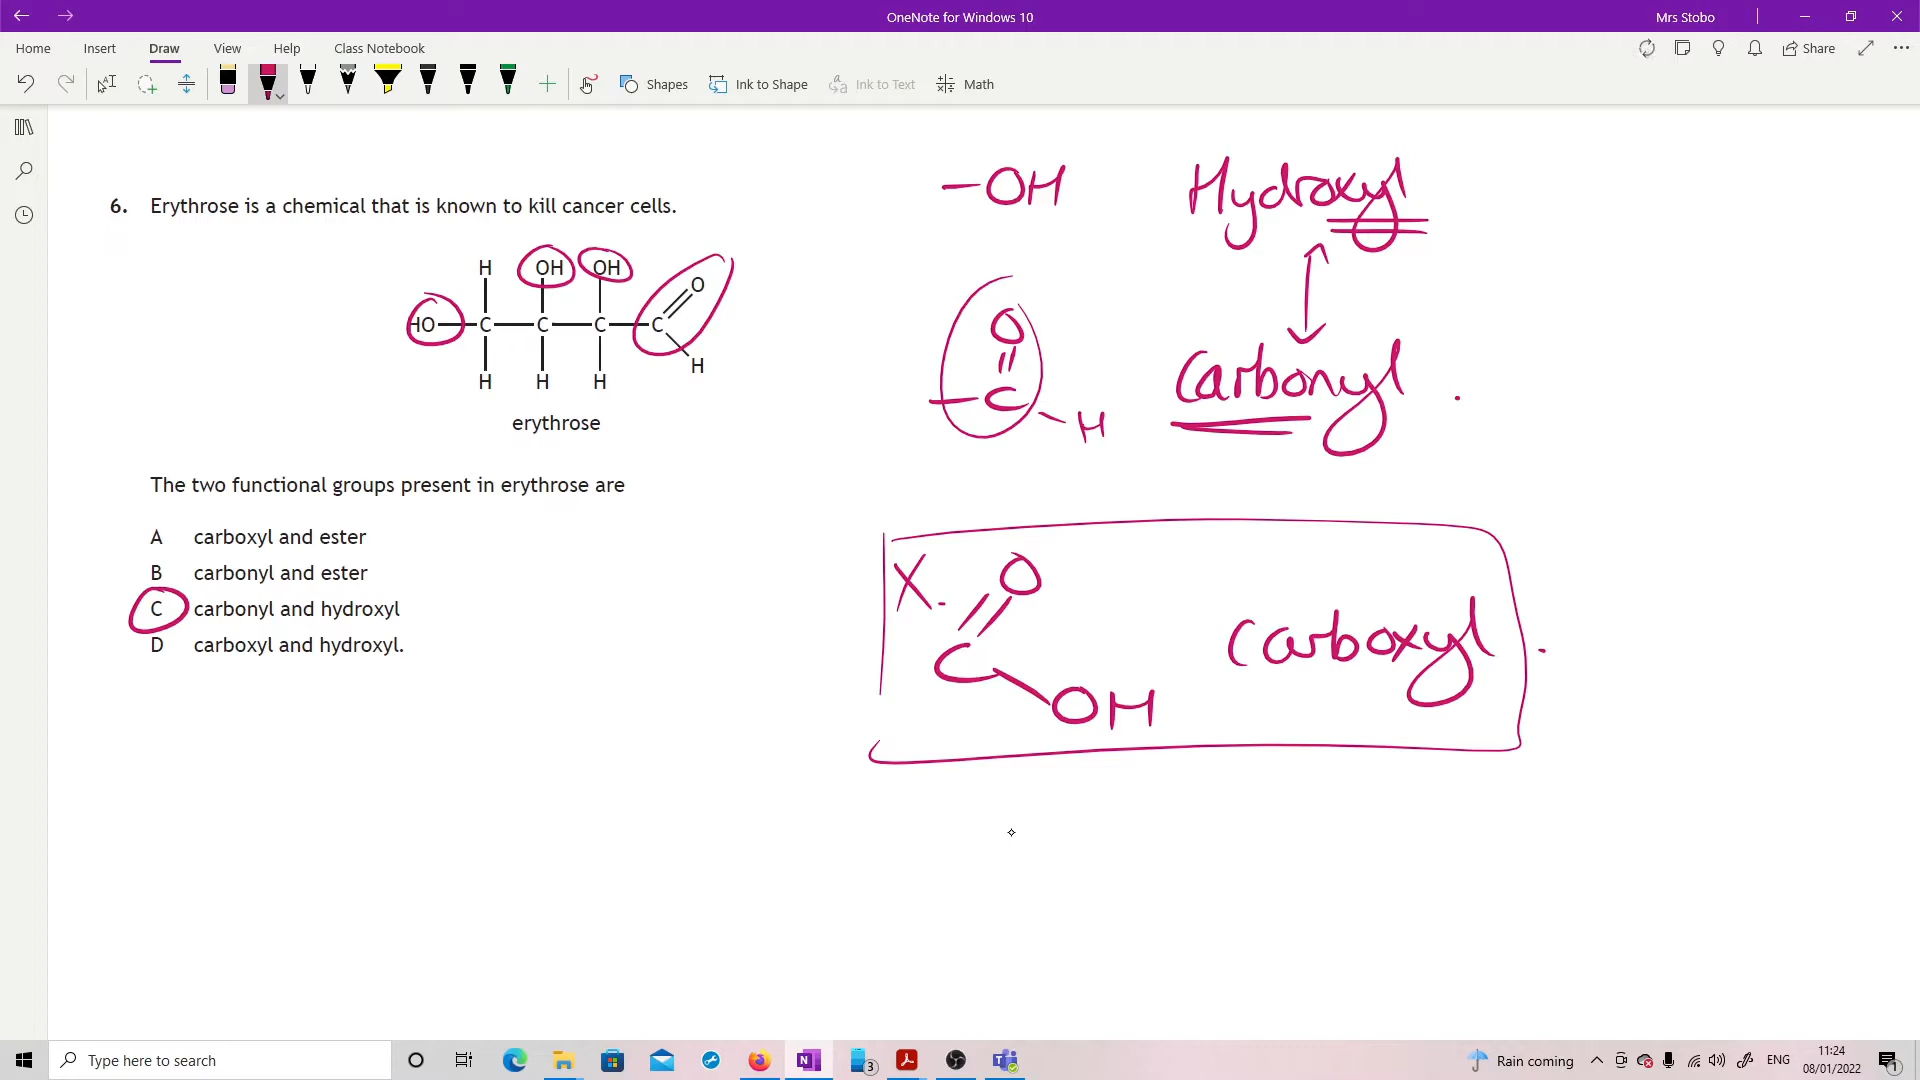 OneNote for Windows 10
Mrs Stobo
Home Insert Draw View Help Class Notebook
Share
Shapes Ink to Shape Ink to Text Math
6. Erythrose is a chemical that is known to kill cancer cells.
H OH OH O
HO C C C C
H H H H
erythrose
The two functional groups present in erythrose are
A carboxyl and ester
B carbonyl and ester
C carbonyl and hydroxyl
D carboxyl and hydroxyl.
-OH Hydroxyl
O
-C H Carbonyl.
X. O
C OH Carboxyl.
Type here to search
3
Rain coming
ENG
11:24
08/01/2022
1